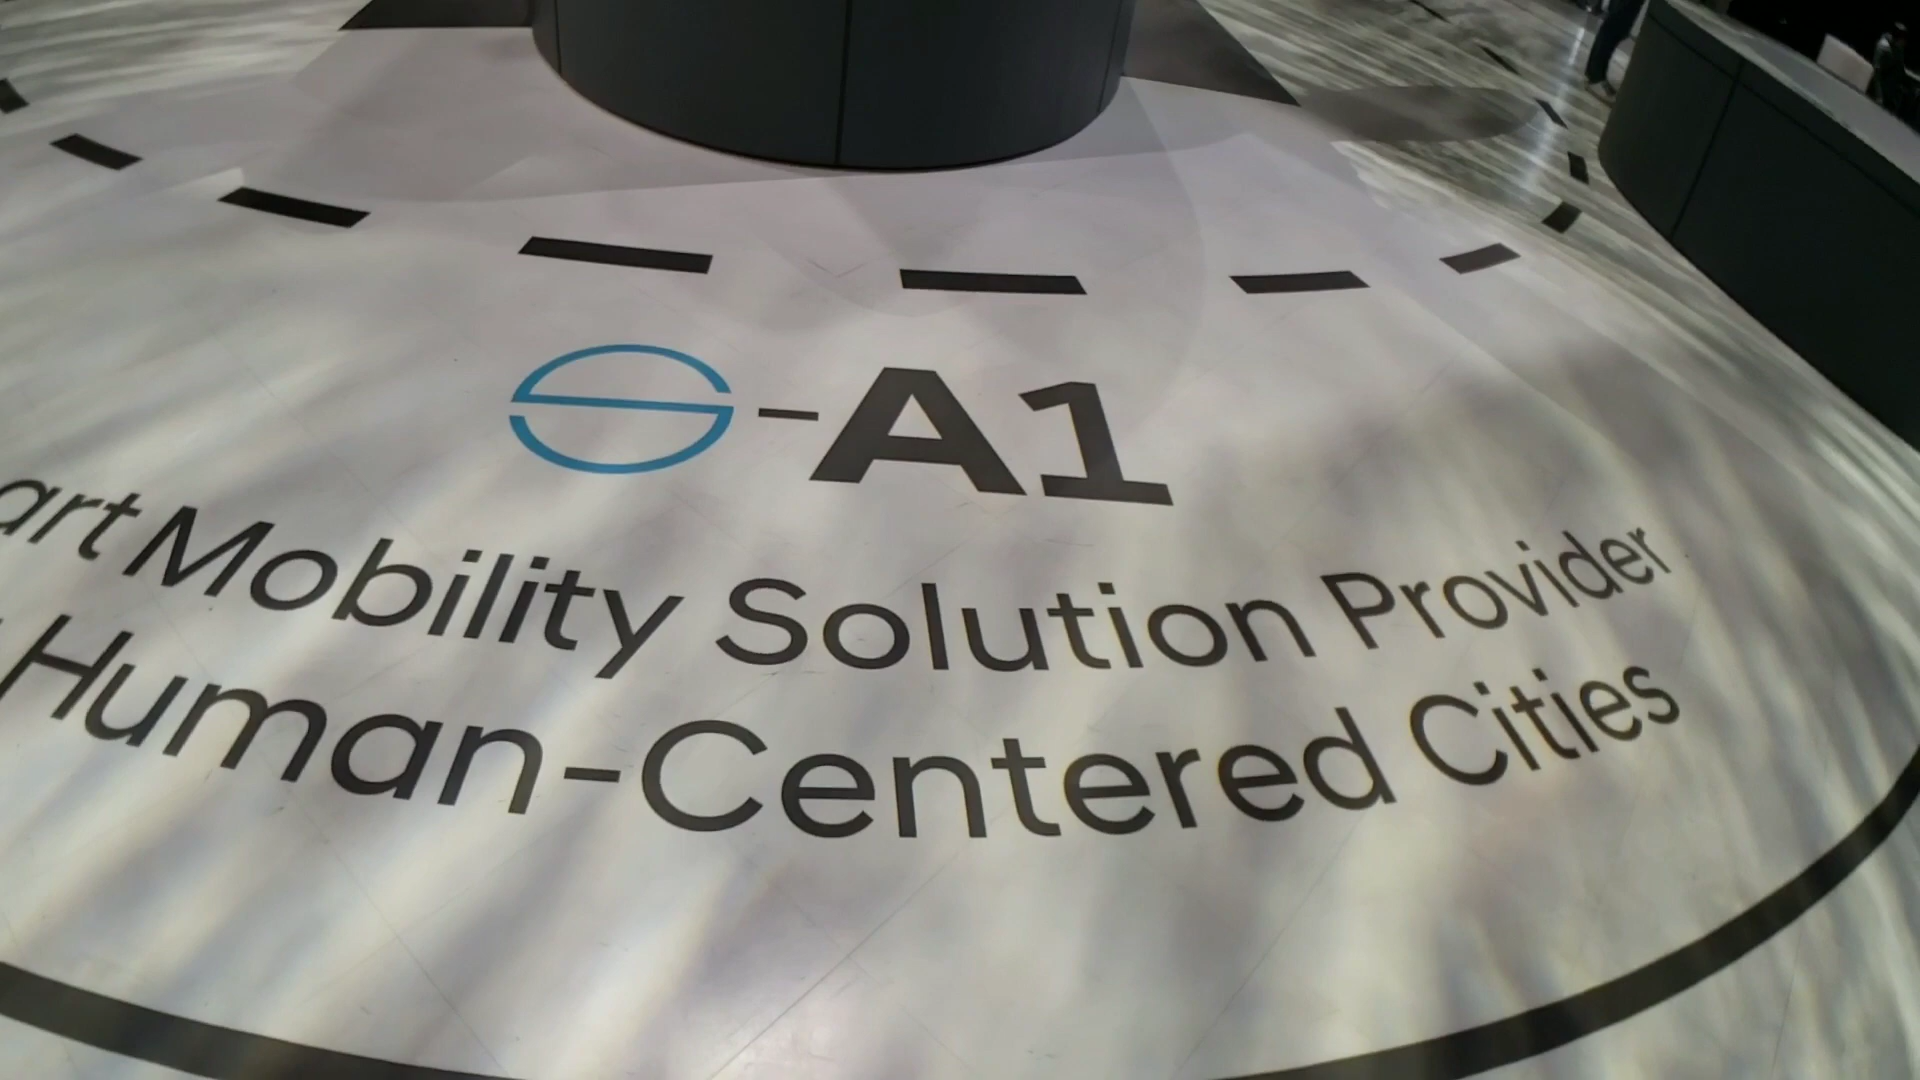 S-A1
art Mobility Solution Provider
Human-Centered Cities